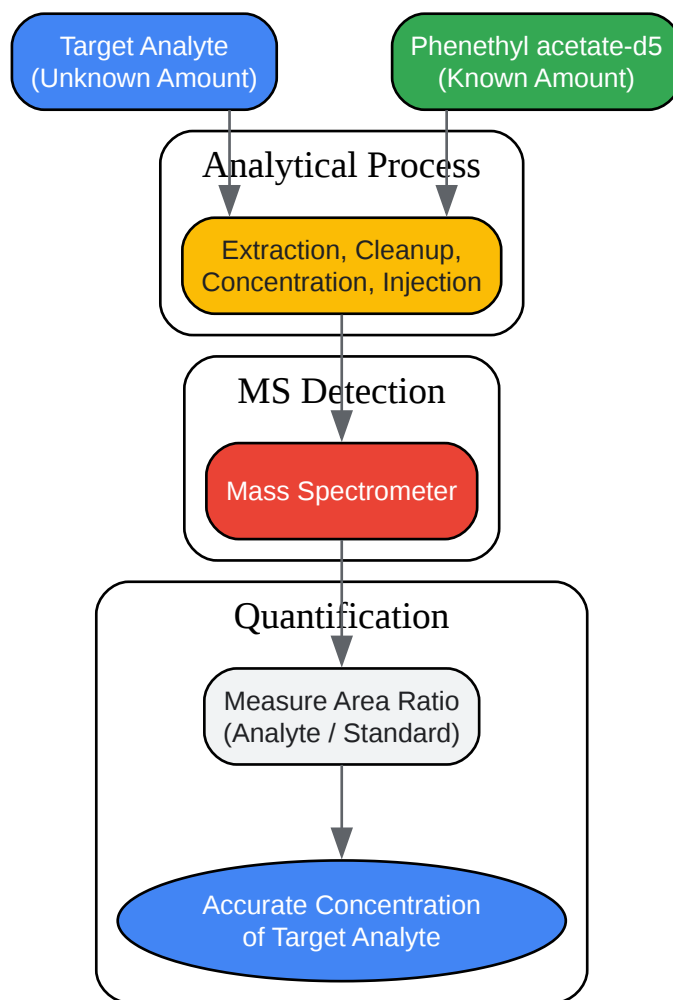 Target Analyte
(Unknown Amount)
Phenethyl acetate-d5
(Known Amount)
Analytical Process
Extraction, Cleanup,
Concentration, Injection
MS Detection
Mass Spectrometer
Quantification
Measure Area Ratio
(Analyte / Standard)
Accurate Concentration
of Target Analyte